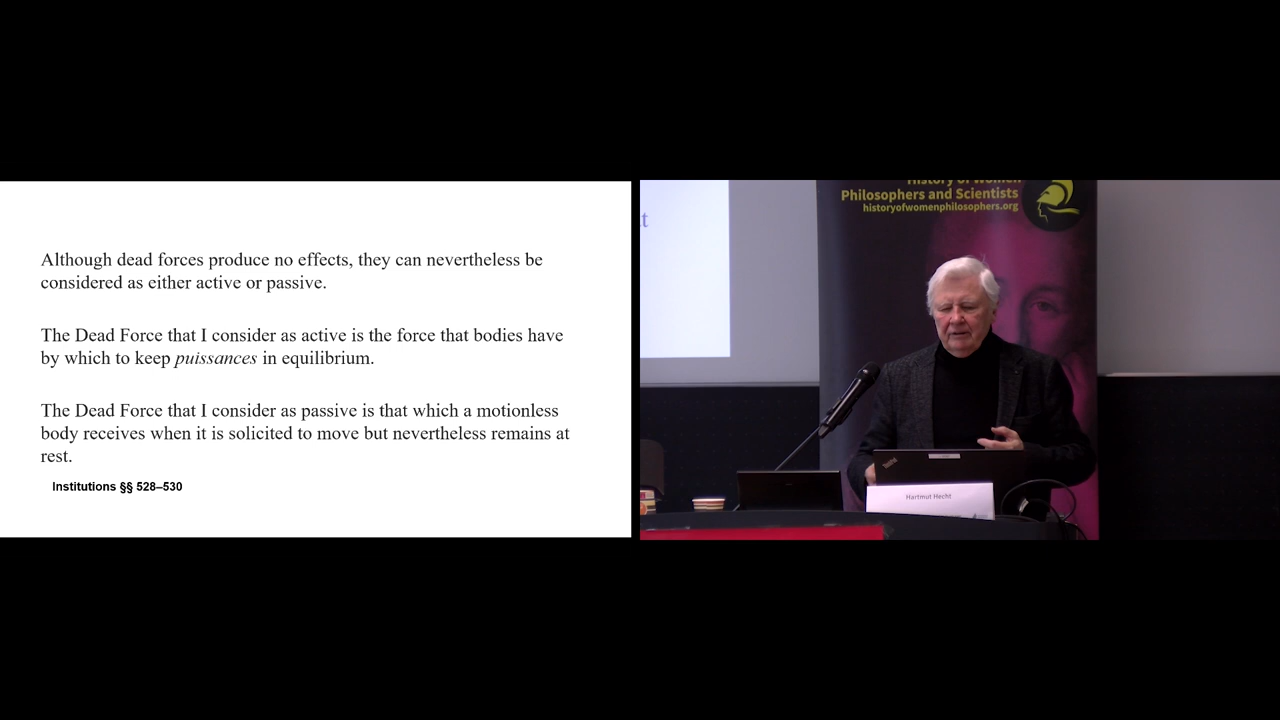 Although dead forces produce no effects, they can nevertheless be
considered as either active or passive.
The Dead Force that I consider as active is the force that bodies have
by which to keep puissances in equilibrium.
The Dead Force that I consider as passive is that which a motionless
body receives when it is solicited to move but nevertheless remains at
rest.
Institutions §§ 528–530
t
History of Women
Philosophers and Scientists
historyofwomenphilosophers.org
Hartmut Hecht